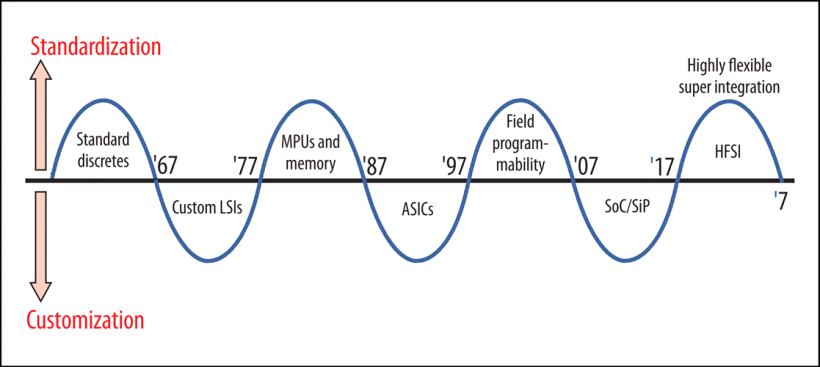 Standardization
Highly flexible
super integration
Standard
discretes
'67
'77
MPUs and
memory
'87
'97
Field
program-
mability
'07
'17
HFSI
Custom LSIs
ASICs
SoC/SiP
'7
Customization